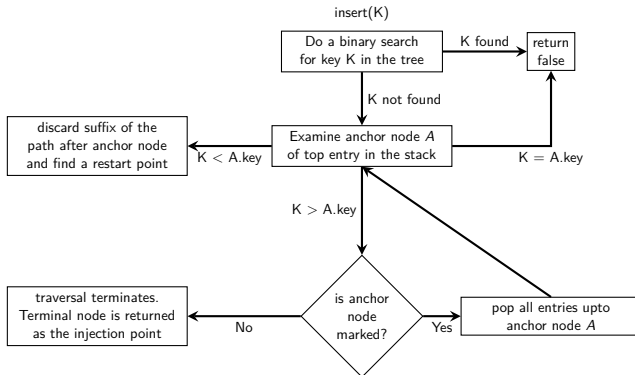 insert(K)
Do a binary search
for key K in the tree
K found
return
false
K not found
discard suffix of the
path after anchor node
and find a restart point
K < A.key
Examine anchor node A
of top entry in the stack
K = A.key
K > A.key
traversal terminates.
Terminal node is returned
as the injection point
No
is anchor
node
marked?
Yes
pop all entries upto
anchor node A